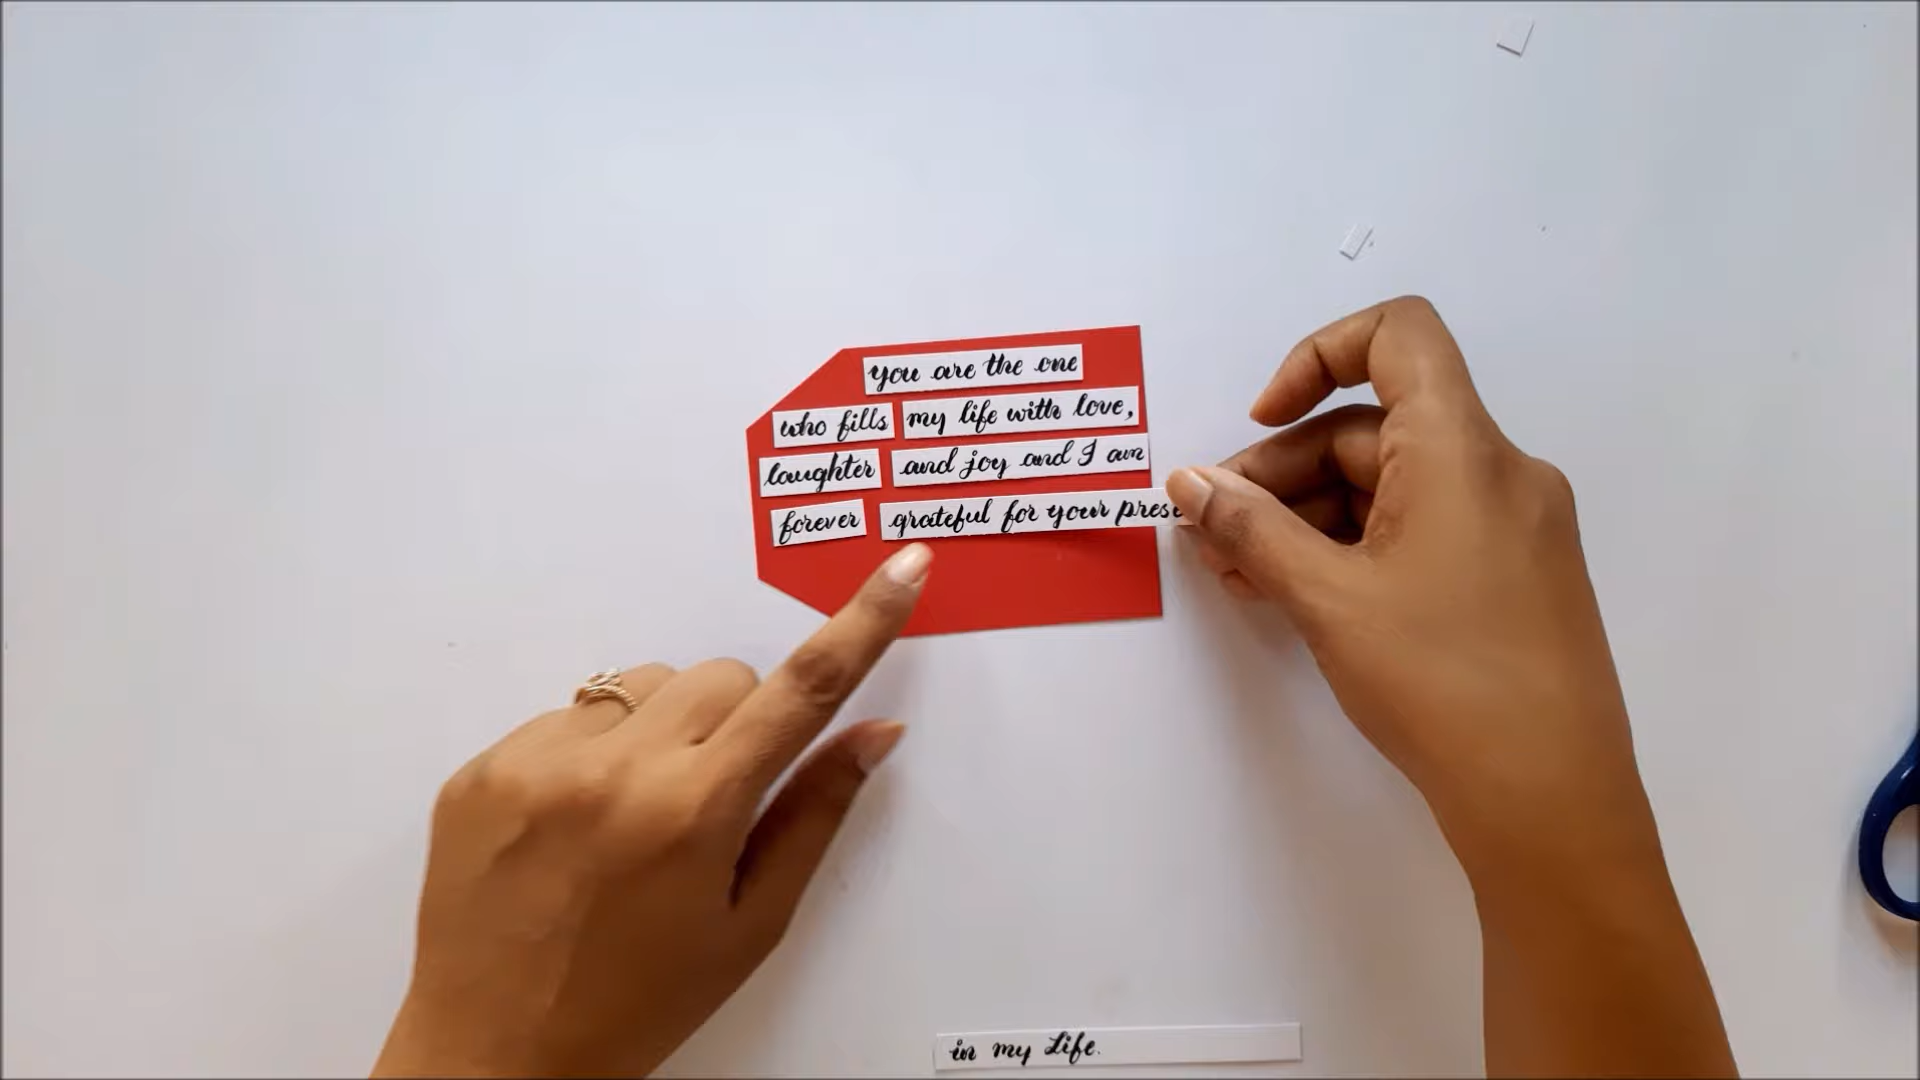 you are the one
who fills my life with love,
laughter and joy and I am
forever grateful for your
in my Life.